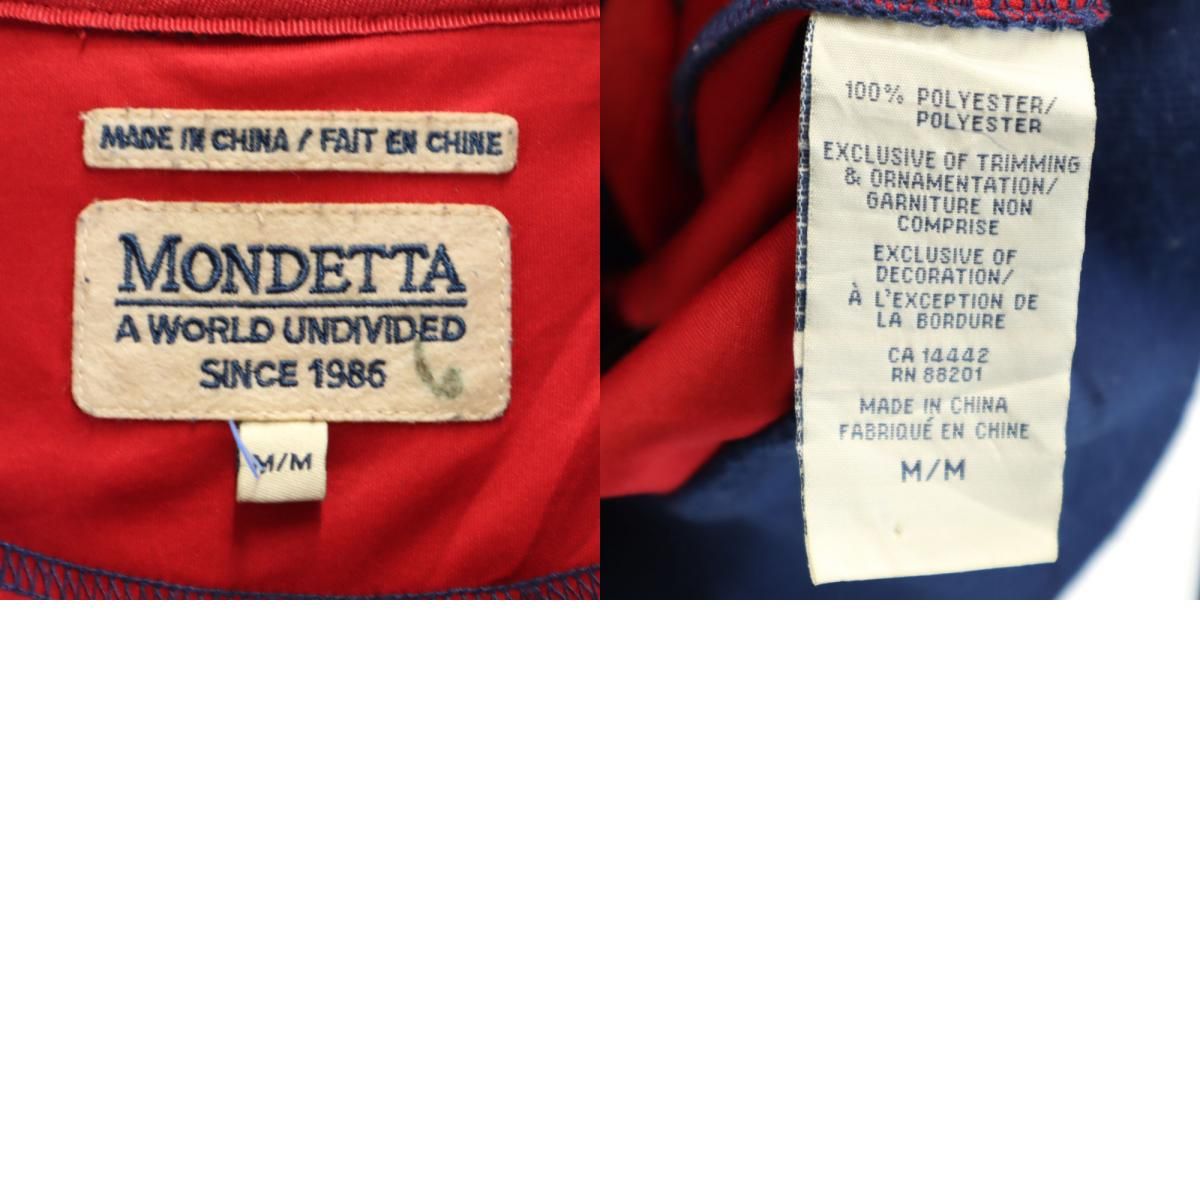 MADE IN CHINA / FAIT EN CHINE
MONDETTA
A WORLD UNDIVIDED
SINCE 1986
M/M
100% POLYESTER/
POLYESTER
EXCLUSIVE OF TRIMMING
& ORNAMENTATION/
GARNITURE NON
COMPRISE
EXCLUSIVE OF
DECORATION/
À L'EXCEPTION DE
LA BORDURE
CA 14442
RN 88201
MADE IN CHINA
FABRIQUÉ EN CHINE
M/M